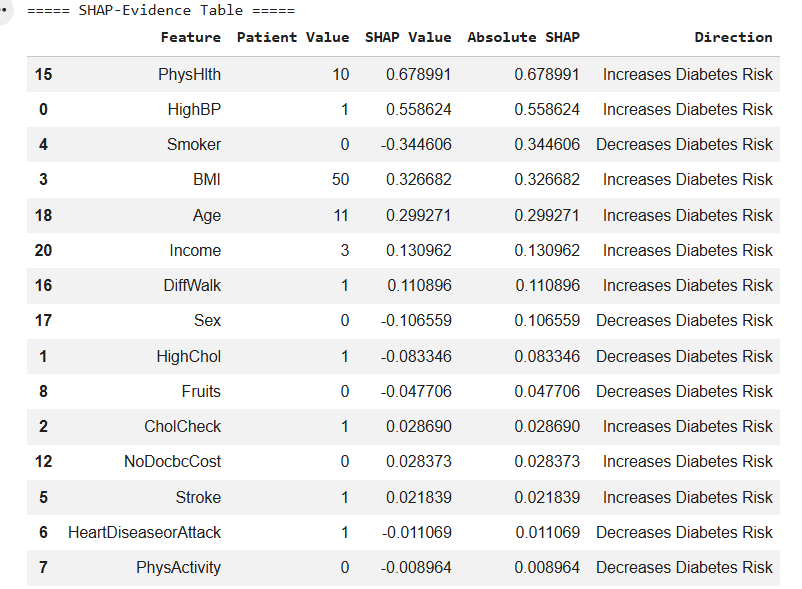 ===== SHAP-Evidence Table =====
Feature Patient Value SHAP Value Absolute SHAP Direction
15 PhysHlth 10 0.678991 0.678991 Increases Diabetes Risk
0 HighBP 1 0.558624 0.558624 Increases Diabetes Risk
4 Smoker 0 -0.344606 0.344606 Decreases Diabetes Risk
3 BMI 50 0.326682 0.326682 Increases Diabetes Risk
18 Age 11 0.299271 0.299271 Increases Diabetes Risk
20 Income 3 0.130962 0.130962 Increases Diabetes Risk
16 DiffWalk 1 0.110896 0.110896 Increases Diabetes Risk
17 Sex 0 -0.106559 0.106559 Decreases Diabetes Risk
1 HighChol 1 -0.083346 0.083346 Decreases Diabetes Risk
8 Fruits 0 -0.047706 0.047706 Decreases Diabetes Risk
2 CholCheck 1 0.028690 0.028690 Increases Diabetes Risk
12 NoDocbcCost 0 0.028373 0.028373 Increases Diabetes Risk
5 Stroke 1 0.021839 0.021839 Increases Diabetes Risk
6 HeartDiseaseorAttack 1 -0.011069 0.011069 Decreases Diabetes Risk
7 PhysActivity 0 -0.008964 0.008964 Decreases Diabetes Risk